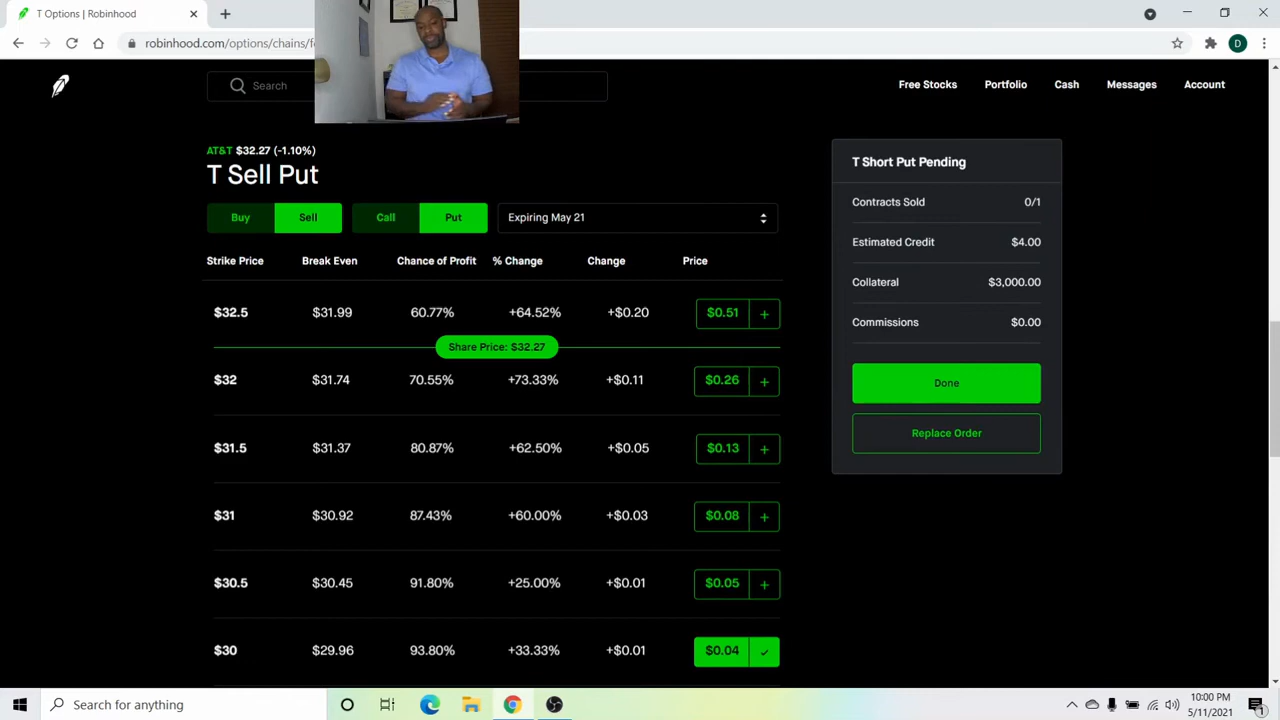 T Options | Robinhood
robinhood.com/options/chains/f
D
Search
Free Stocks Portfolio Cash Messages Account
AT&T $32.27 (-1.10%)
T Sell Put
Buy Sell Call Put Expiring May 21
Strike Price Break Even Chance of Profit % Change Change Price
$32.5 $31.99 60.77% +64.52% +$0.20 $0.51 +
Share Price: $32.27
$32 $31.74 70.55% +73.33% +$0.11 $0.26 +
$31.5 $31.37 80.87% +62.50% +$0.05 $0.13 +
$31 $30.92 87.43% +60.00% +$0.03 $0.08 +
$30.5 $30.45 91.80% +25.00% +$0.01 $0.05 +
$30 $29.96 93.80% +33.33% +$0.01 $0.04
T Short Put Pending
Contracts Sold 0/1
Estimated Credit $4.00
Collateral $3,000.00
Commissions $0.00
Done
Replace Order
Search for anything
10:00 PM
5/11/2021
1